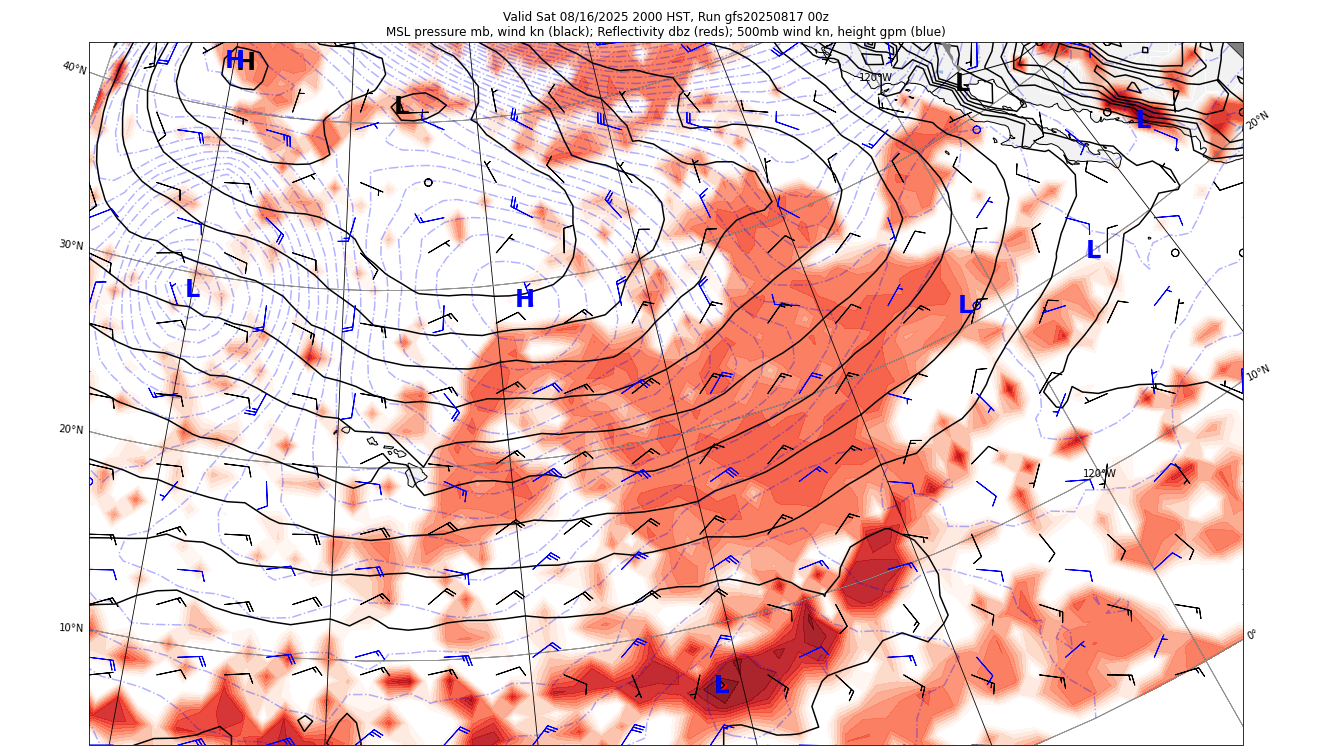 Valid Sat 08/16/2025 2000 HST, Run gfs20250817 00z
MSL pressure mb, wind kn (black); Reflectivity dbz (reds); 500mb wind kn, height gpm (blue)
40°N
H
H
L
120°W
L
L
20°N
30°N
L
H
L
L
10°N
20°N
120°W
10°N
L
0°